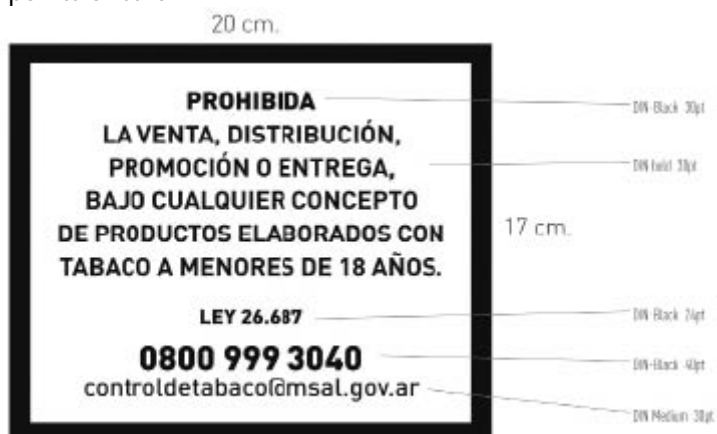 20 cm.
PROHIBIDA
LA VENTA, DISTRIBUCIÓN,
PROMOCIÓN O ENTREGA,
BAJO CUALQUIER CONCEPTO
DE PRODUCTOS ELABORADOS CON
TABACO A MENORES DE 18 AÑOS.
LEY 26.687
0800 999 3040
controldetabaco@msal.gov.ar
17 cm.
DIN-Black 30pt
DIN bold 30pt
DIN-Black 24pt
DIN-Black 40pt
DIN Medium 30pt